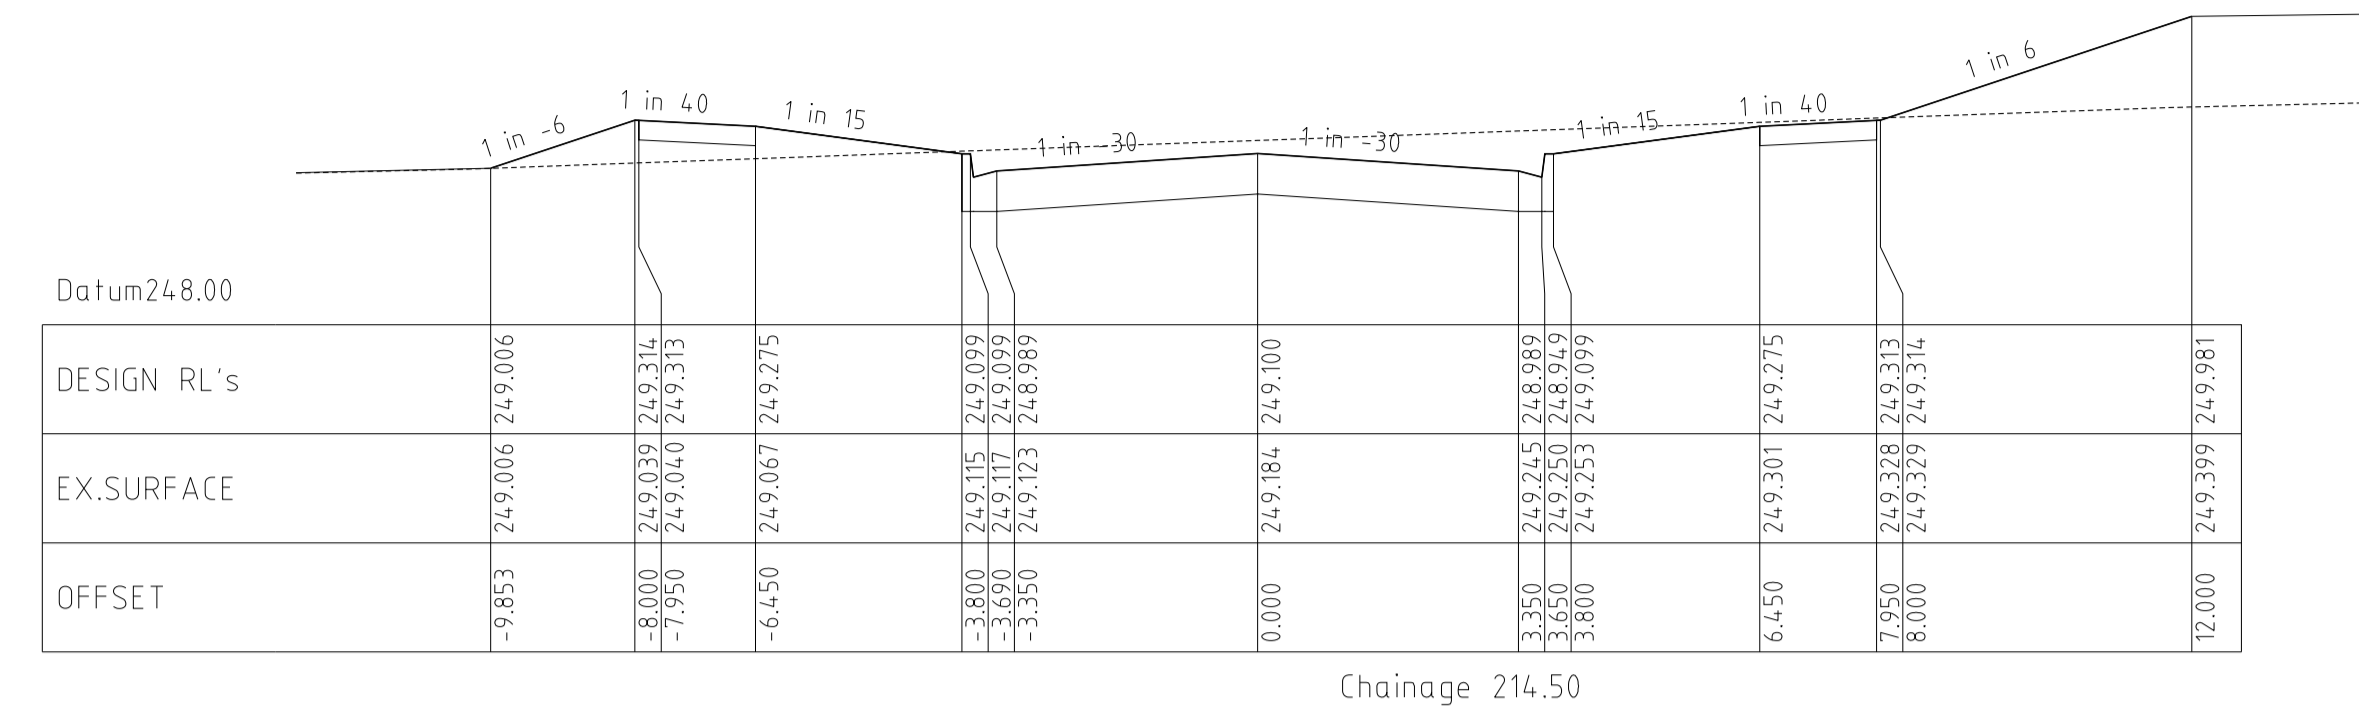 1 in -6
1 in 40
1 in 15
1 in -30
1 in -30
1 in 15
1 in 40
1 in 6
Datum248.00
DESIGN RL's 249.006 249.314 249.313 249.275 249.099 249.099 248.989 249.100 248.989 248.949 249.099 249.275 249.313 249.314 249.981
EX.SURFACE 249.006 249.039 249.040 249.067 249.115 249.117 249.123 249.184 249.245 249.250 249.253 249.301 249.328 249.329 249.399
OFFSET -9.853 -8.000 -7.950 -6.450 -3.800 -3.690 -3.350 0.000 3.350 3.650 3.800 6.450 7.950 8.000 12.000
Chainage 214.50